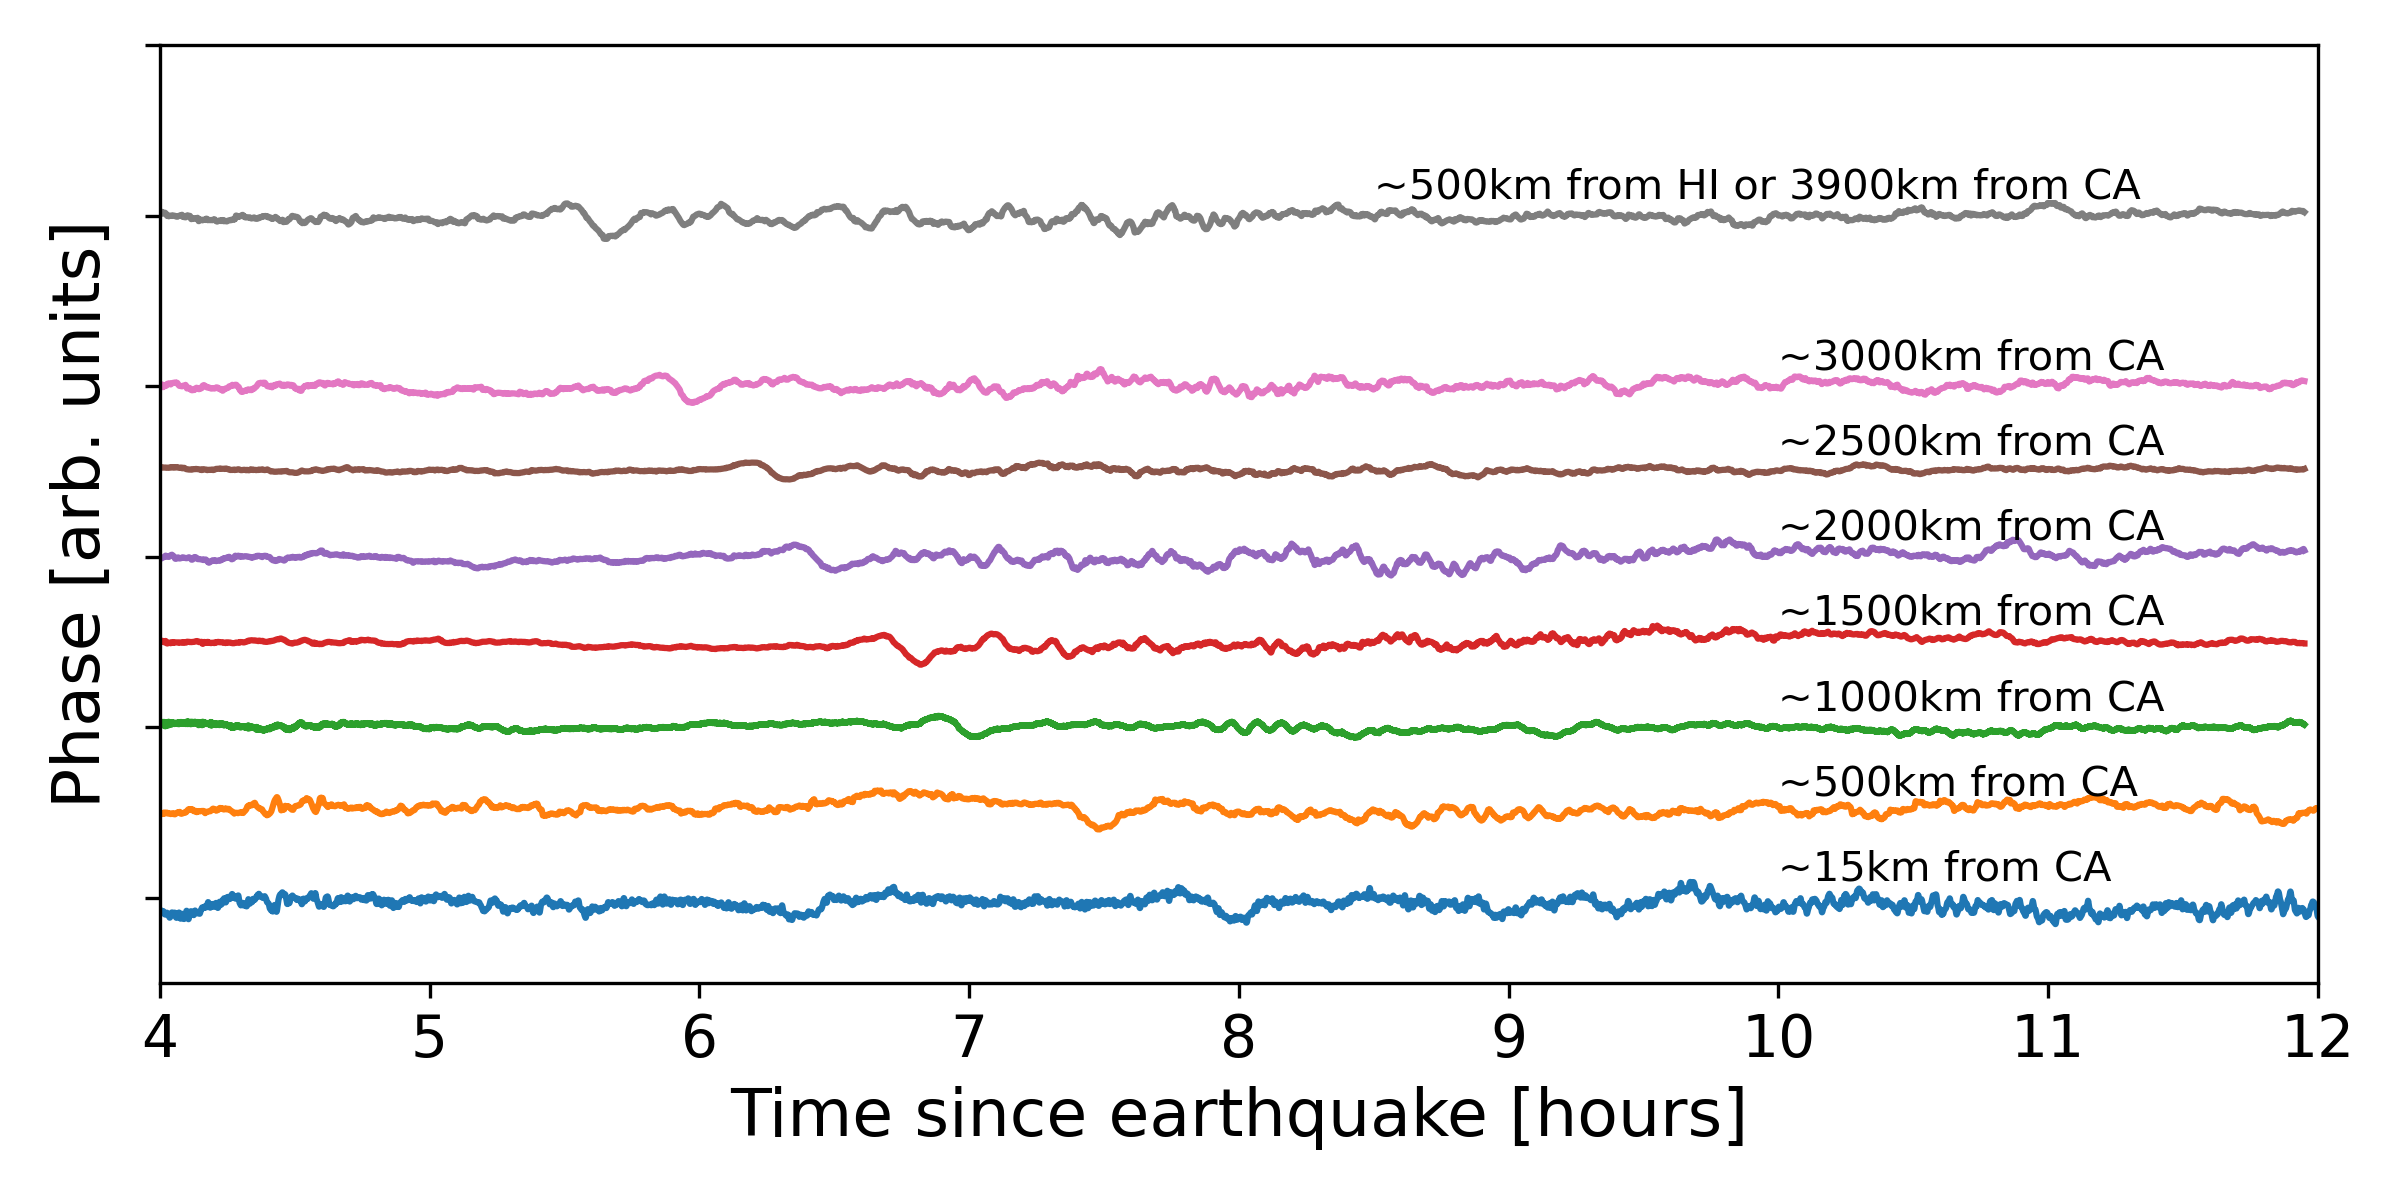 Phase [arb. units]
~500km from HI or 3900km from CA
~3000km from CA
~2500km from CA
~2000km from CA
~1500km from CA
~1000km from CA
~500km from CA
~15km from CA
4 5 6 7 8 9 10 11 12
Time since earthquake [hours]